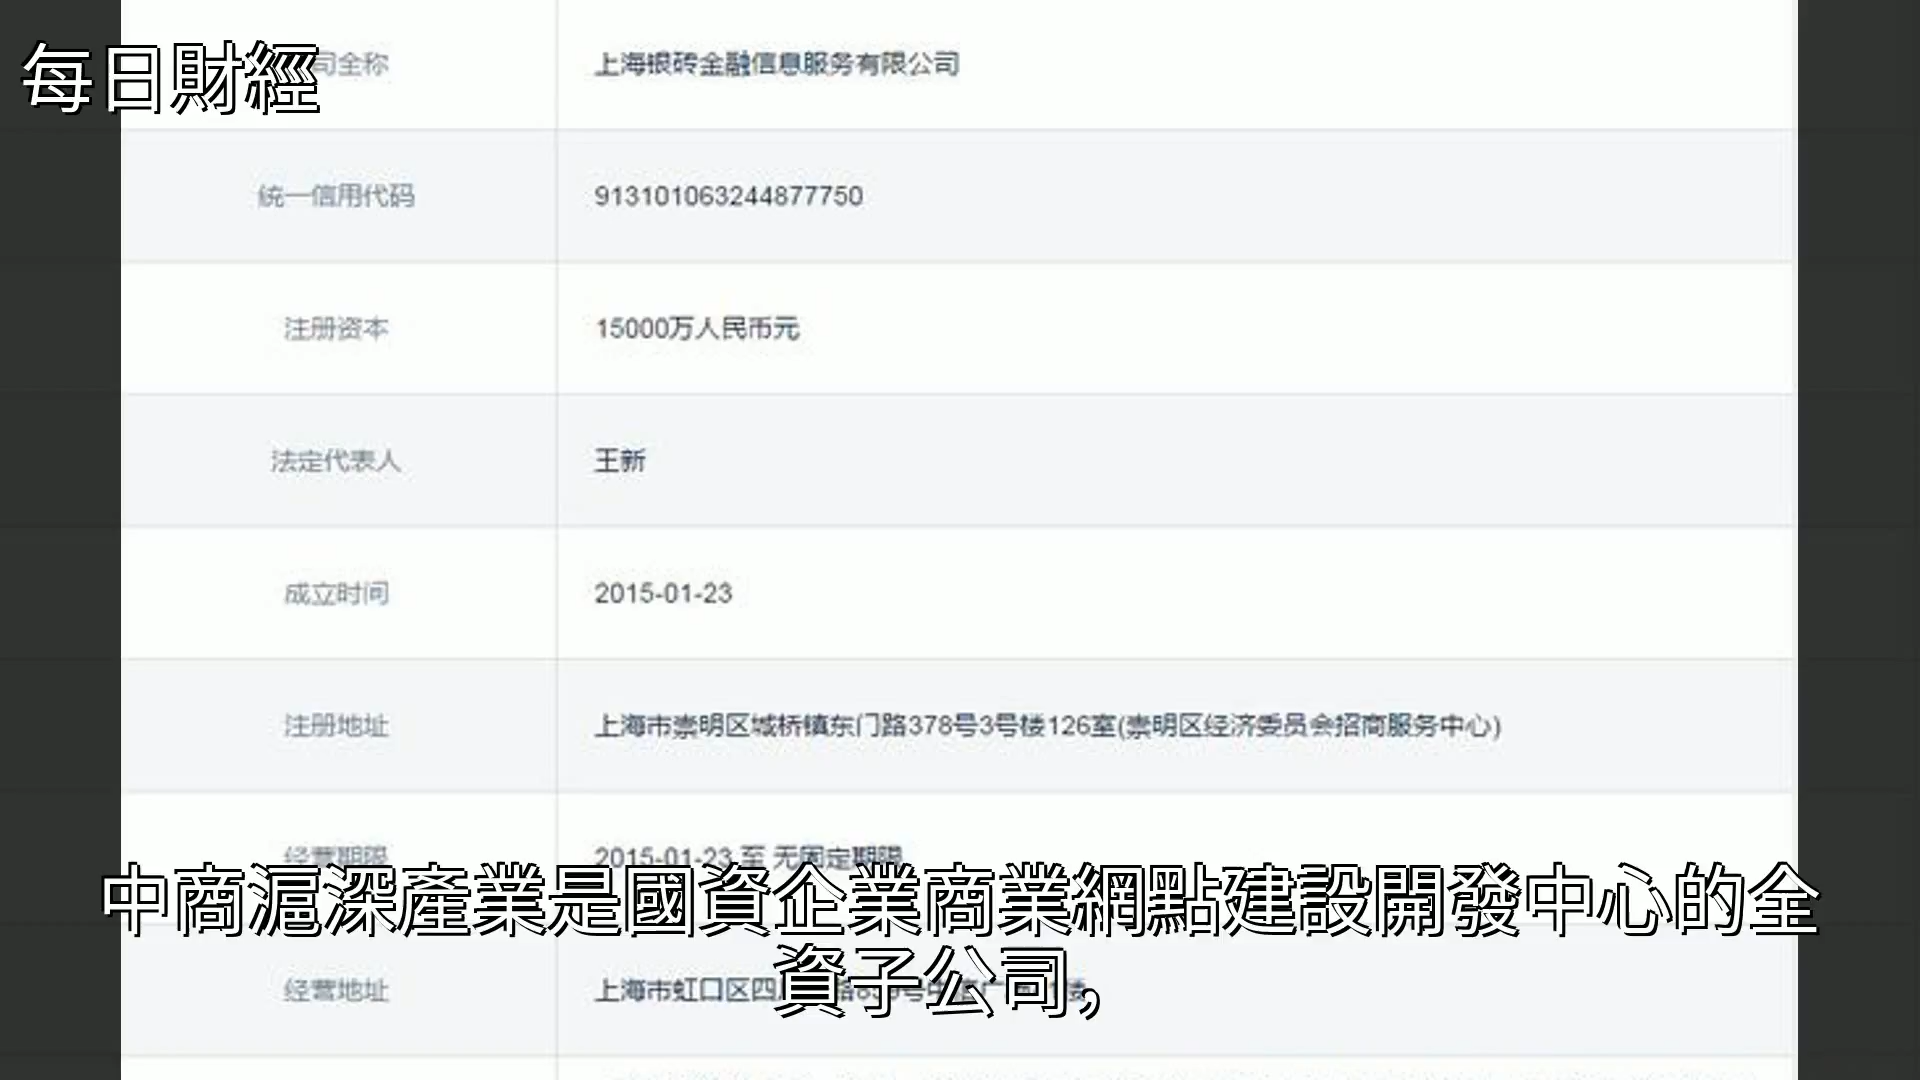 每日財經
司全称 上海银砖金融信息服务有限公司
统一信用代码 913101063244877750
注册资本 15000万人民币元
法定代表人 王新
成立时间 2015-01-23
注册地址 上海市崇明区城桥镇东门路378号3号楼126室(崇明区经济委员会招商服务中心)
经营期限 2015-01-23 至 无固定期限
中商滬深產業是國資企業商業網點建設開發中心的全
資子公司,
经营地址 上海市虹口区四